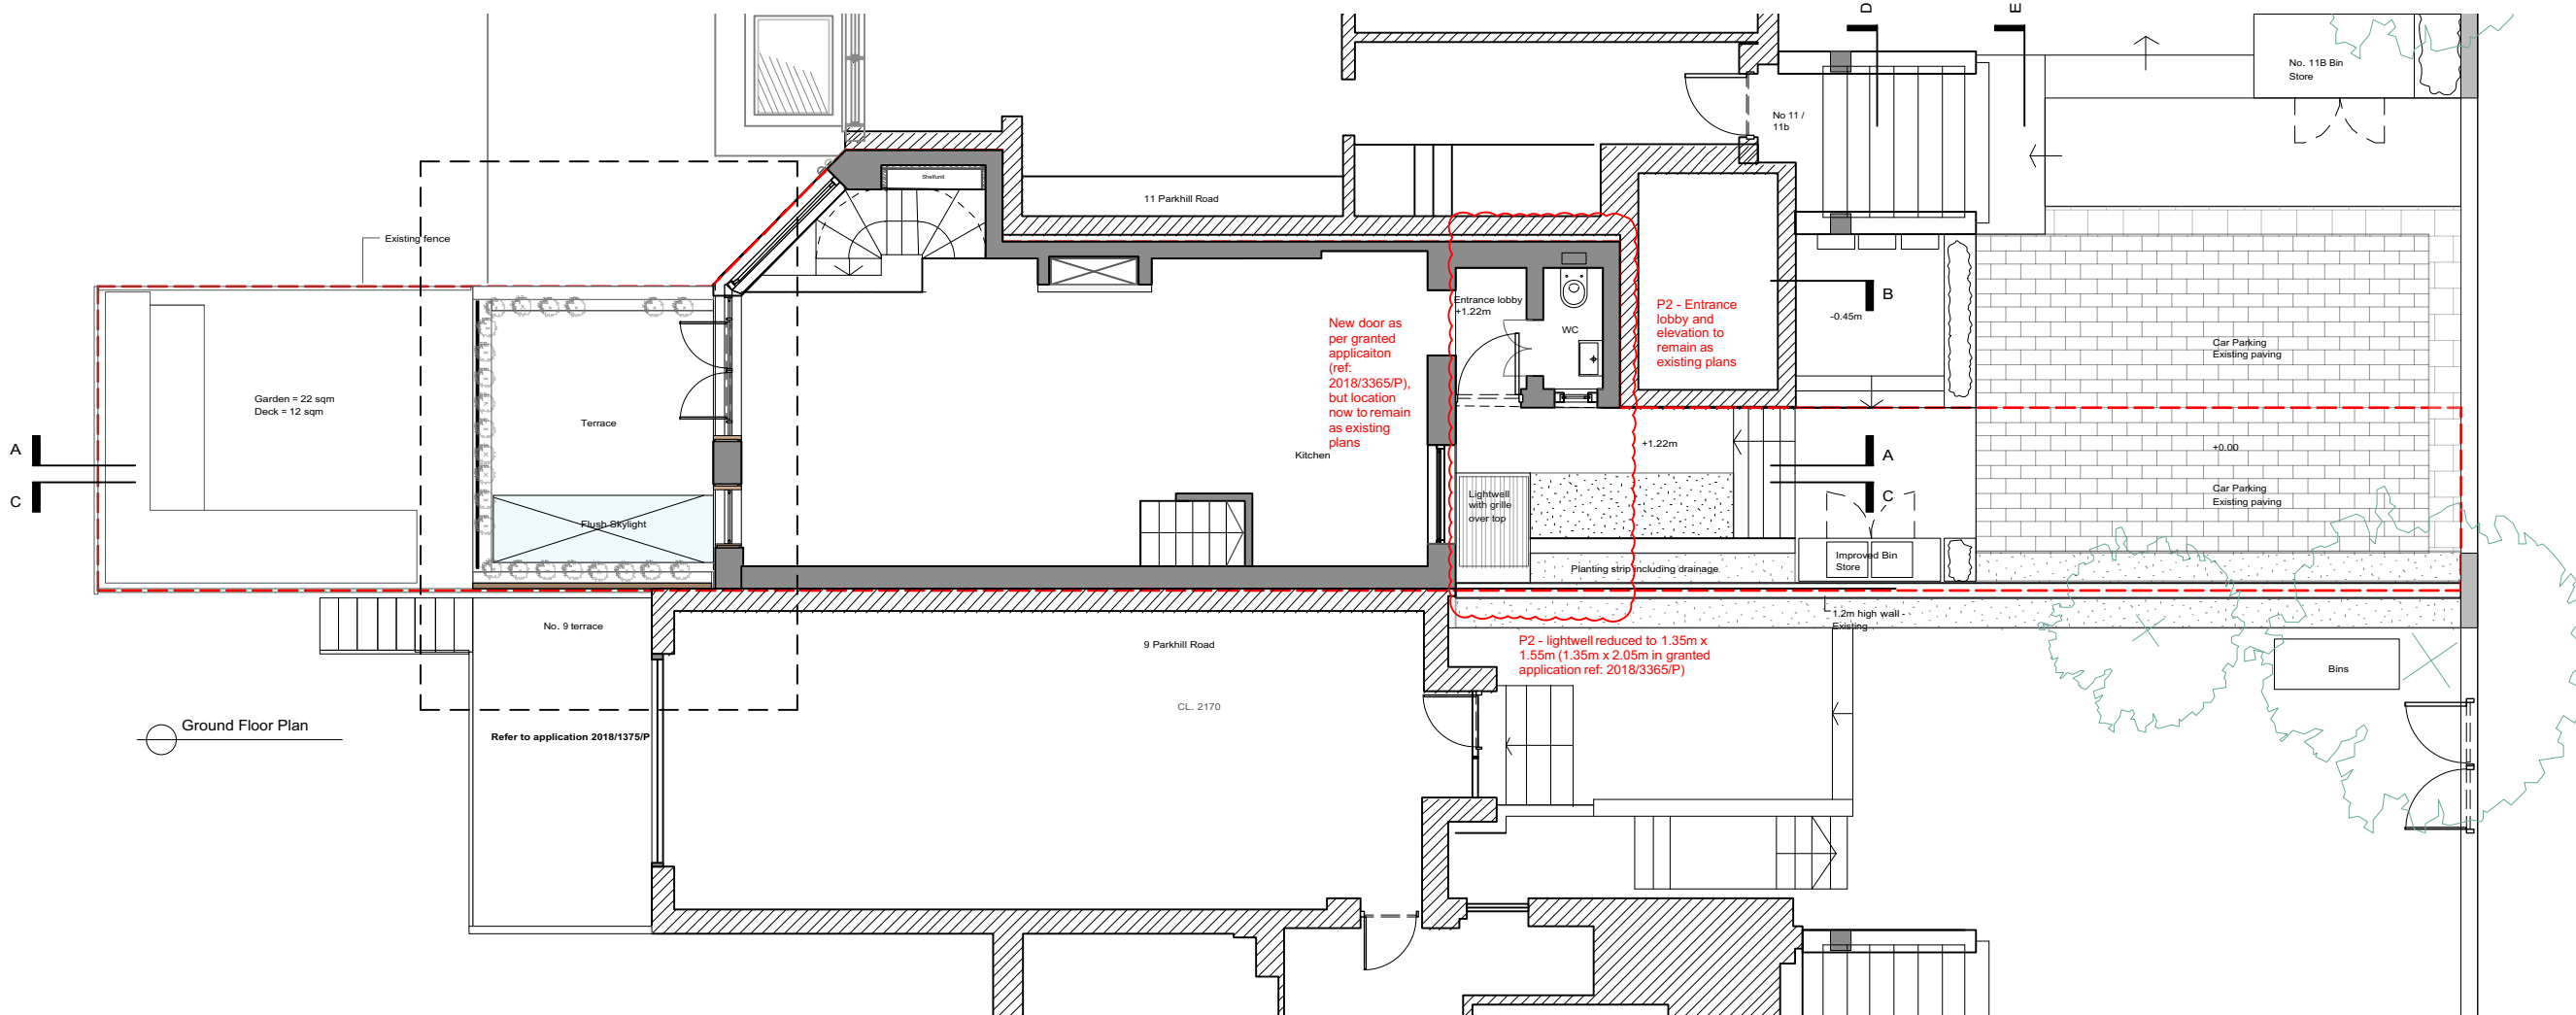 D
E
No. 11B Bin
Store
No 11 /
11b
Shelfunit
11 Parkhill Road
Existing fence
Entrance lobby
+1.22m
WC
P2 - Entrance
lobby and
elevation to
remain as
existing plans
B
-0.45m
New door as
per granted
applicaiton
(ref:
2018/3365/P),
but location
now to remain
as existing
plans
Car Parking
Existing paving
Garden = 22 sqm
Deck = 12 sqm
Terrace
Kitchen
+1.22m
+0.00
A
C
A
C
Car Parking
Existing paving
Lightwell
with grille
over top
Flush Skylight
Improved Bin
Store
Planting strip including drainage
1.2m high wall -
Existing
No. 9 terrace
9 Parkhill Road
P2 - lightwell reduced to 1.35m x
1.55m (1.35m x 2.05m in granted
application ref: 2018/3365/P)
Bins
CL. 2170
Ground Floor Plan
Refer to application 2018/1375/P